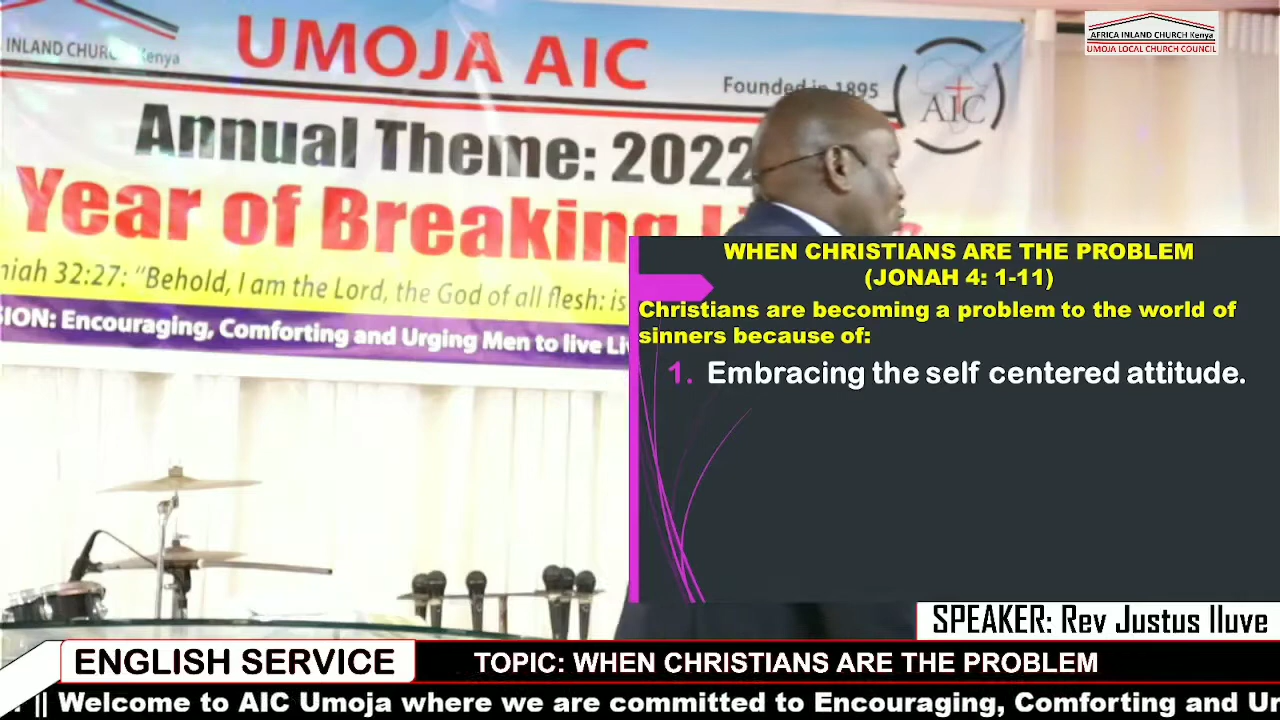 INLAND CHUR Kenya
UMOJA AIC
Founded in 1895
AIC
AFRICA INLAND CHURCH Kenya
UMOJA LOCAL CHURCH COUNCIL
Annual Theme: 2022
Year of Breaking
niah 32:27: “Behold, I am the Lord, the God of all flesh: is
SION: Encouraging, Comforting and Urging Men to live
WHEN CHRISTIANS ARE THE PROBLEM
(JONAH 4: 1-11)
Christians are becoming a problem to the world of
sinners because of:
1. Embracing the self centered attitude.
SPEAKER: Rev Justus Iluve
ENGLISH SERVICE
TOPIC: WHEN CHRISTIANS ARE THE PROBLEM
. || Welcome to AIC Umoja where we are committed to Encouraging, Comforting and Ur